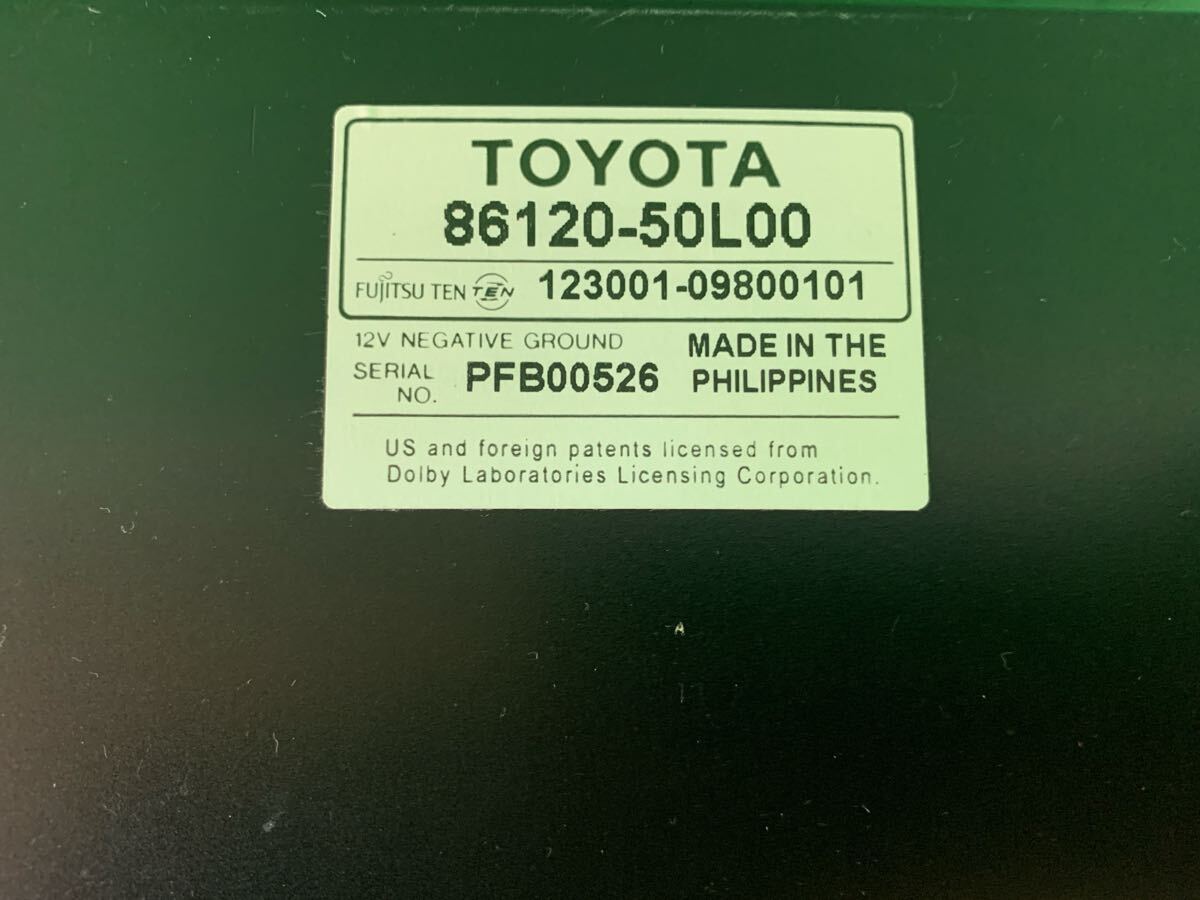 TOYOTA
86120-50L00
FUJITSU TEN TEN 123001-09800101
12V NEGATIVE GROUND
SERIAL NO. PFB00526
MADE IN THE
PHILIPPINES
US and foreign patents licensed from
Dolby Laboratories Licensing Corporation.